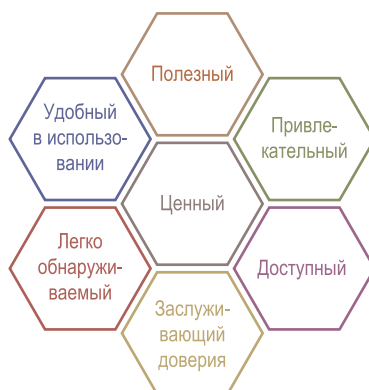 Полезный
Удобный
в использо-
вании
Привле-
кательный
Ценный
Легко
обнаружи-
ваемый
Доступный
Заслужи-
вающий
доверия